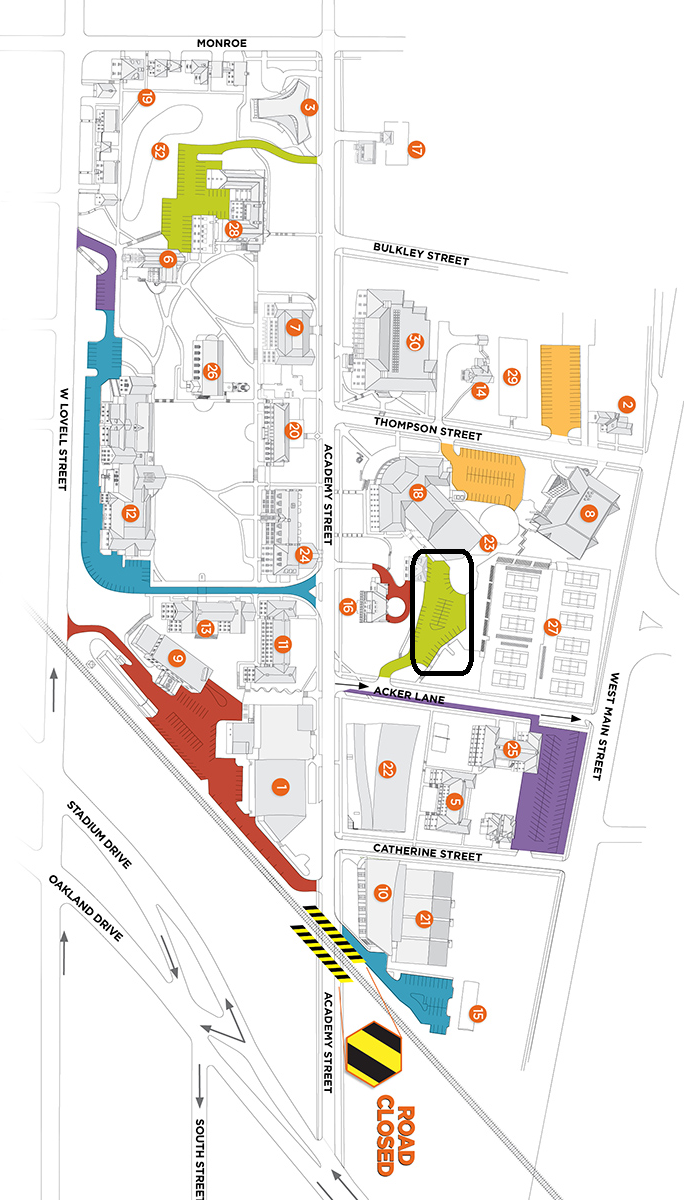 MONROE
3
19
17
32
28
BULKLEY STREET
6
7
30
26
14
29
2
W LOVELL STREET
20
THOMPSON STREET
ACADEMY STREET
18
12
8
23
24
16
27
13
11
9
WEST MAIN STREET
ACKER LANE
25
22
1
5
STADIUM DRIVE
CATHERINE STREET
OAKLAND DRIVE
10
21
15
ACADEMY STREET
ROAD
CLOSED
SOUTH STREET